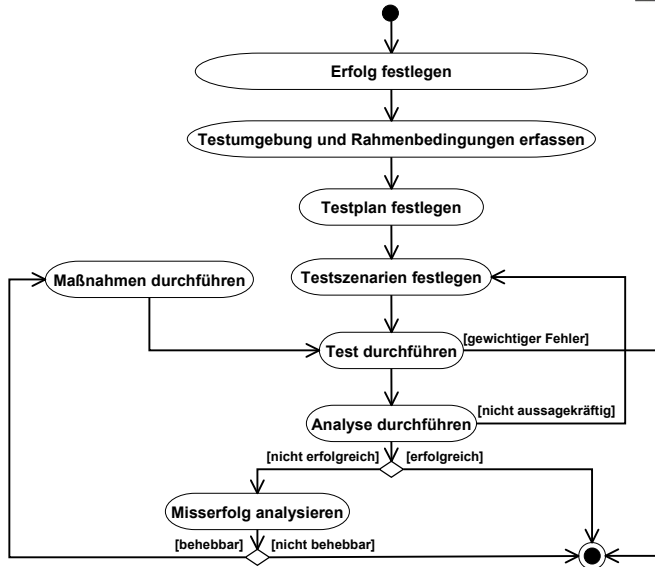 Erfolg festlegen
Testumgebung und Rahmenbedingungen erfassen
Testplan festlegen
Maßnahmen durchführen
Testszenarien festlegen
[gewichtiger Fehler]
Test durchführen
[nicht aussagekräftig]
Analyse durchführen
[nicht erfolgreich]
[erfolgreich]
Misserfolg analysieren
[behebbar]
[nicht behebbar]